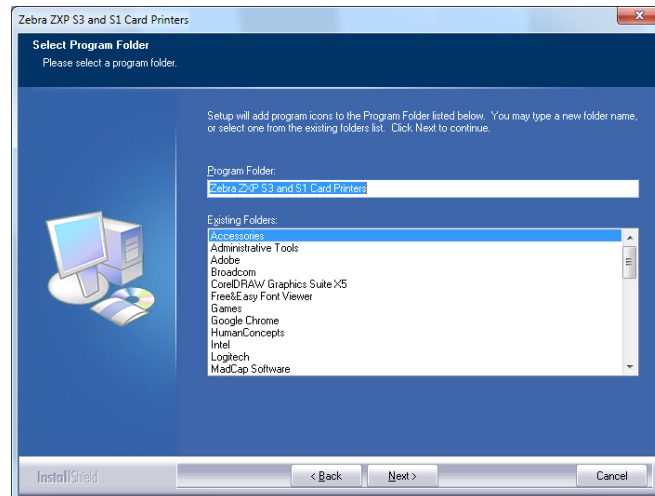 Zebra ZXP S3 and S1 Card Printers
Select Program Folder
Please select a program folder.
Setup will add program icons to the Program Folder listed below. You may type a new folder name,
or select one from the existing folders list. Click Next to continue.
Program Folder:
Zebra ZXP S3 and S1 Card Printers
Existing Folders:
Accessories
Administrative Tools
Adobe
Broadcom
CorelDRAW Graphics Suite X5
Free&Easy Font Viewer
Games
Google Chrome
HumanConcepts
Intel
Logitech
MadCap Software
InstallShield
< Back
Next >
Cancel